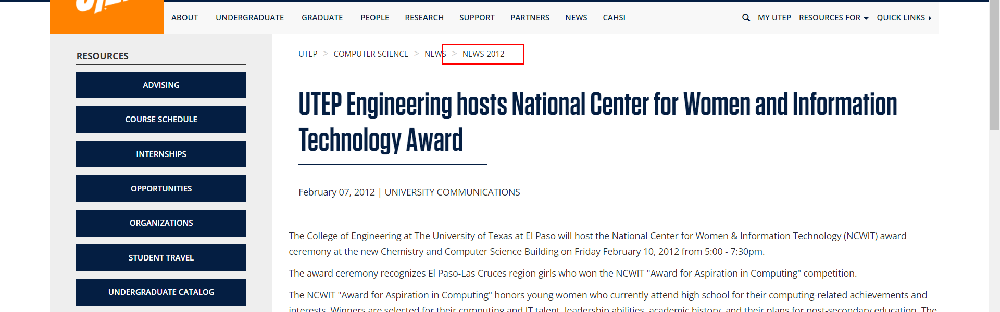 ABOUT UNDERGRADUATE GRADUATE PEOPLE RESEARCH SUPPORT PARTNERS NEWS CAHSI MY UTEP RESOURCES FOR QUICK LINKS
RESOURCES
ADVISING
COURSE SCHEDULE
INTERNSHIPS
OPPORTUNITIES
ORGANIZATIONS
STUDENT TRAVEL
UNDERGRADUATE CATALOG
UTEP > COMPUTER SCIENCE > NEWS > NEWS-2012
UTEP Engineering hosts National Center for Women and Information
Technology Award
February 07, 2012 | UNIVERSITY COMMUNICATIONS
The College of Engineering at The University of Texas at El Paso will host the National Center for Women & Information Technology (NCWIT) award
ceremony at the new Chemistry and Computer Science Building on Friday February 10, 2012 from 5:00 - 7:30pm.
The award ceremony recognizes El Paso-Las Cruces region girls who won the NCWIT "Award for Aspiration in Computing" competition.
The NCWIT "Award for Aspiration in Computing" honors young women who currently attend high school for their computing-related achievements and
interests. Winners are selected for their computing and IT talent, leadership abilities, academic history, and their plans for post-secondary education. The